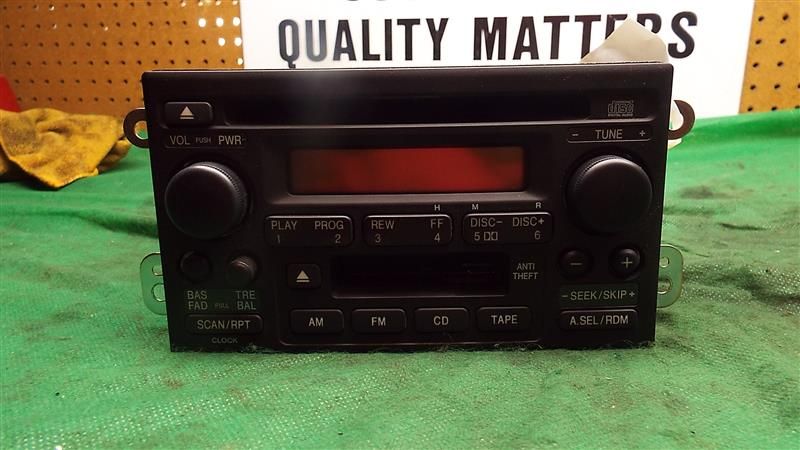 QUALITY MATTERS
disc
DIGITAL AUDIO
VOL PUSH PWR
- TUNE +
H M R
PLAY PROG REW FF DISC- DISC+
1 2 3 4 5 6
ANTI
THEFT
BAS TRE
FAD PULL BAL
- SEEK/SKIP +
SCAN/RPT AM FM CD TAPE A.SEL/RDM
CLOCK